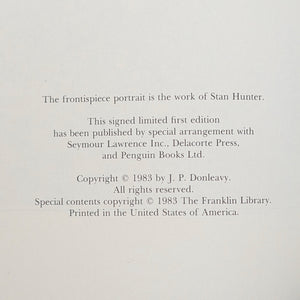 The frontispiece portrait is the work of Stan Hunter.
This signed limited first edition
has been published by special arrangement with
Seymour Lawrence Inc., Delacorte Press,
and Penguin Books Ltd.
Copyright © 1983 by J. P. Donleavy.
All rights reserved.
Special contents copyright © 1983 The Franklin Library.
Printed in the United States of America.